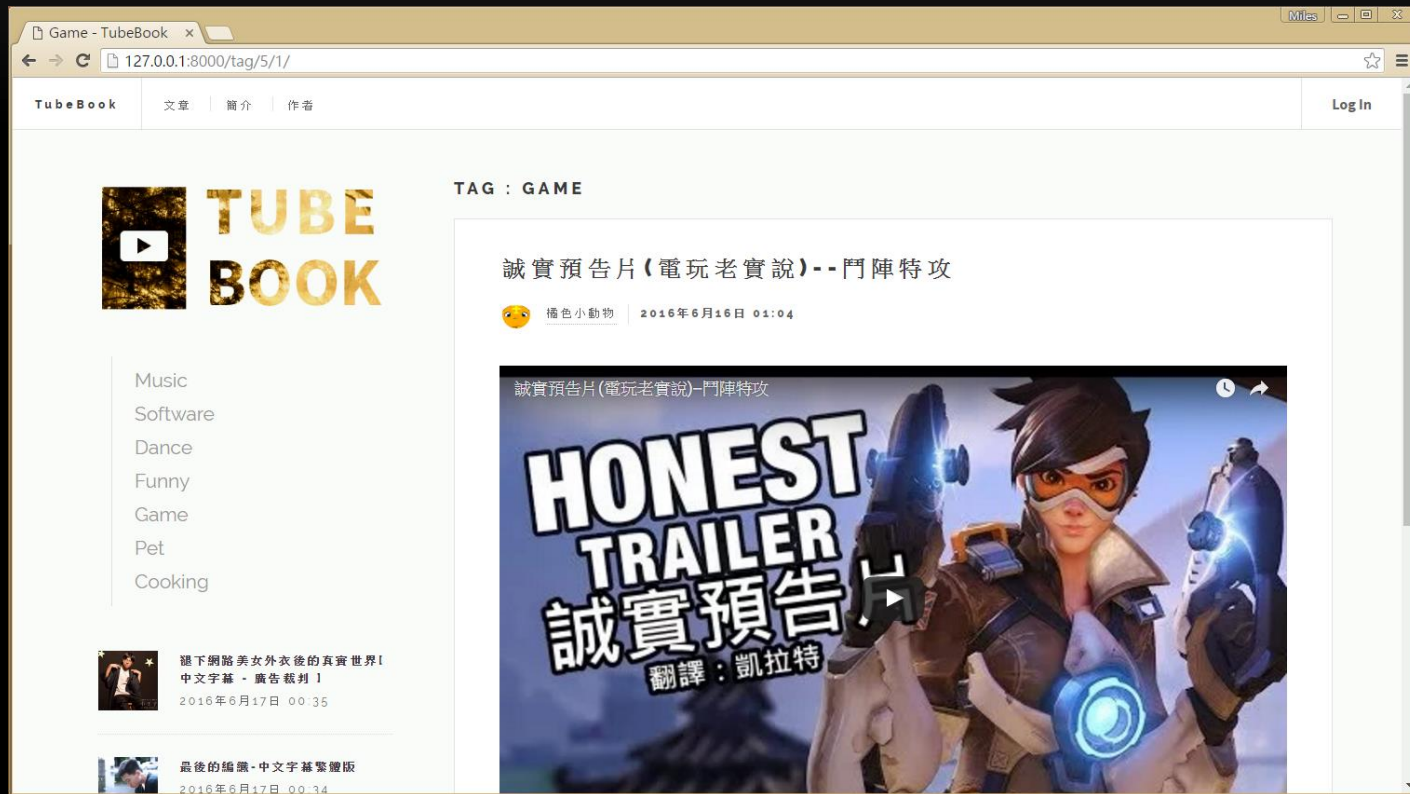 Miles
Game - TubeBook
127.0.0.1:8000/tag/5/1/
TubeBook 文章 簡介 作者 Log In
TUBE
BOOK
Music
Software
Dance
Funny
Game
Pet
Cooking
褪下網路美女外衣後的真實世界[
中文字幕 - 廣告裁判 ]
2016年6月17日 00:35
最後的編織-中文字幕繁體版
2016年6月17日 00:34
TAG : GAME
誠實預告片(電玩老實說)--鬥陣特攻
橘色小動物 2016年6月16日 01:04
誠實預告片(電玩老實說)–鬥陣特攻
HONEST
TRAILER
誠實預告片
翻譯：凱拉特